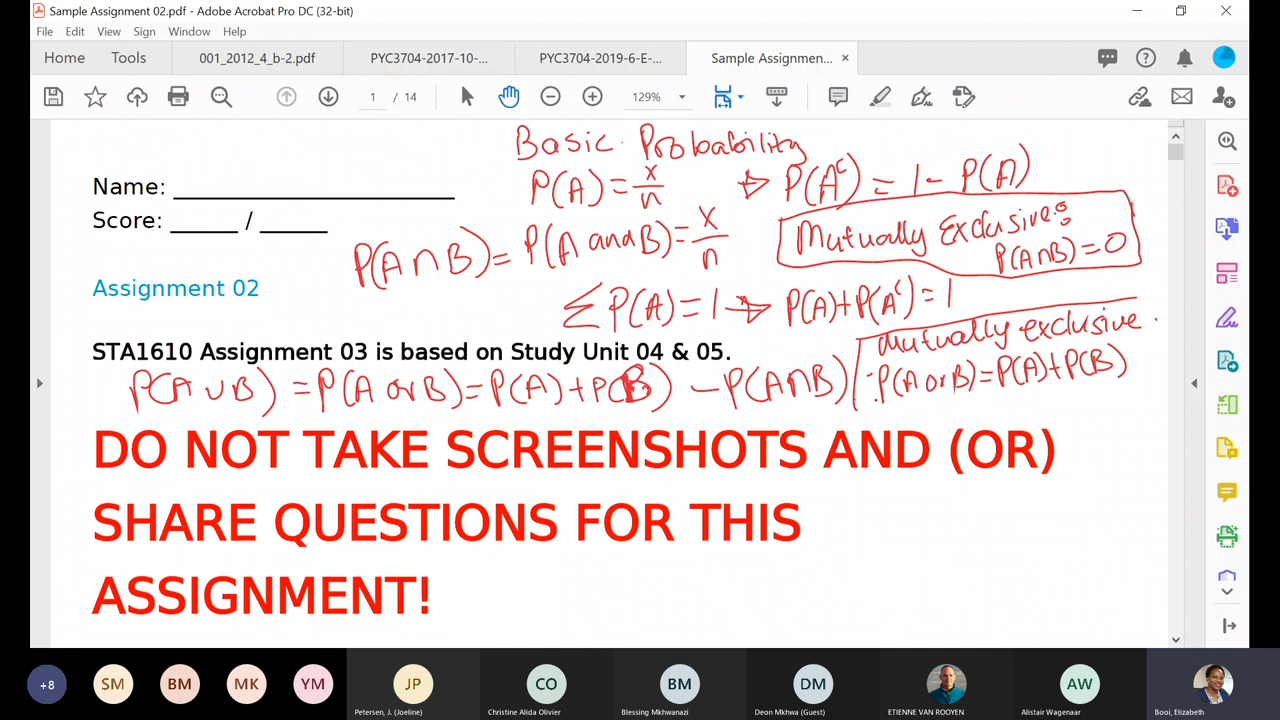 Sample Assignment 02.pdf - Adobe Acrobat Pro DC (32-bit)
File Edit View Sign Window Help
Home Tools 001_2012_4_b-2.pdf PYC3704-2017-10-... PYC3704-2019-6-E-... Sample Assignmen... ×
1 / 14 129%
Basic Probability
Name:
P(A) = x/n → P(Aᶜ) = 1 - P(A)
Score: /
Mutually Exclusive:
P(A∩B) = P(A and B) = x/n
P(A∩B) = 0
Assignment 02
∑ P(A) = 1 → P(A) + P(Aᶜ) = 1
Mutually exclusive
STA1610 Assignment 03 is based on Study Unit 04 & 05.
P(A∪B) = P(A or B) = P(A) + P(B) - P(A∩B)
P(A or B) = P(A) + P(B)
DO NOT TAKE SCREENSHOTS AND (OR)
SHARE QUESTIONS FOR THIS
ASSIGNMENT!
+8 SM BM MK YM JP CO BM DM AW
Petersen, J. (Joeline) Christine Alida Olivier Blessing Mkhwanazi Deon Mkhwa (Guest) ETIENNE VAN ROOYEN Alistair Wagenaar Booi, Elizabeth